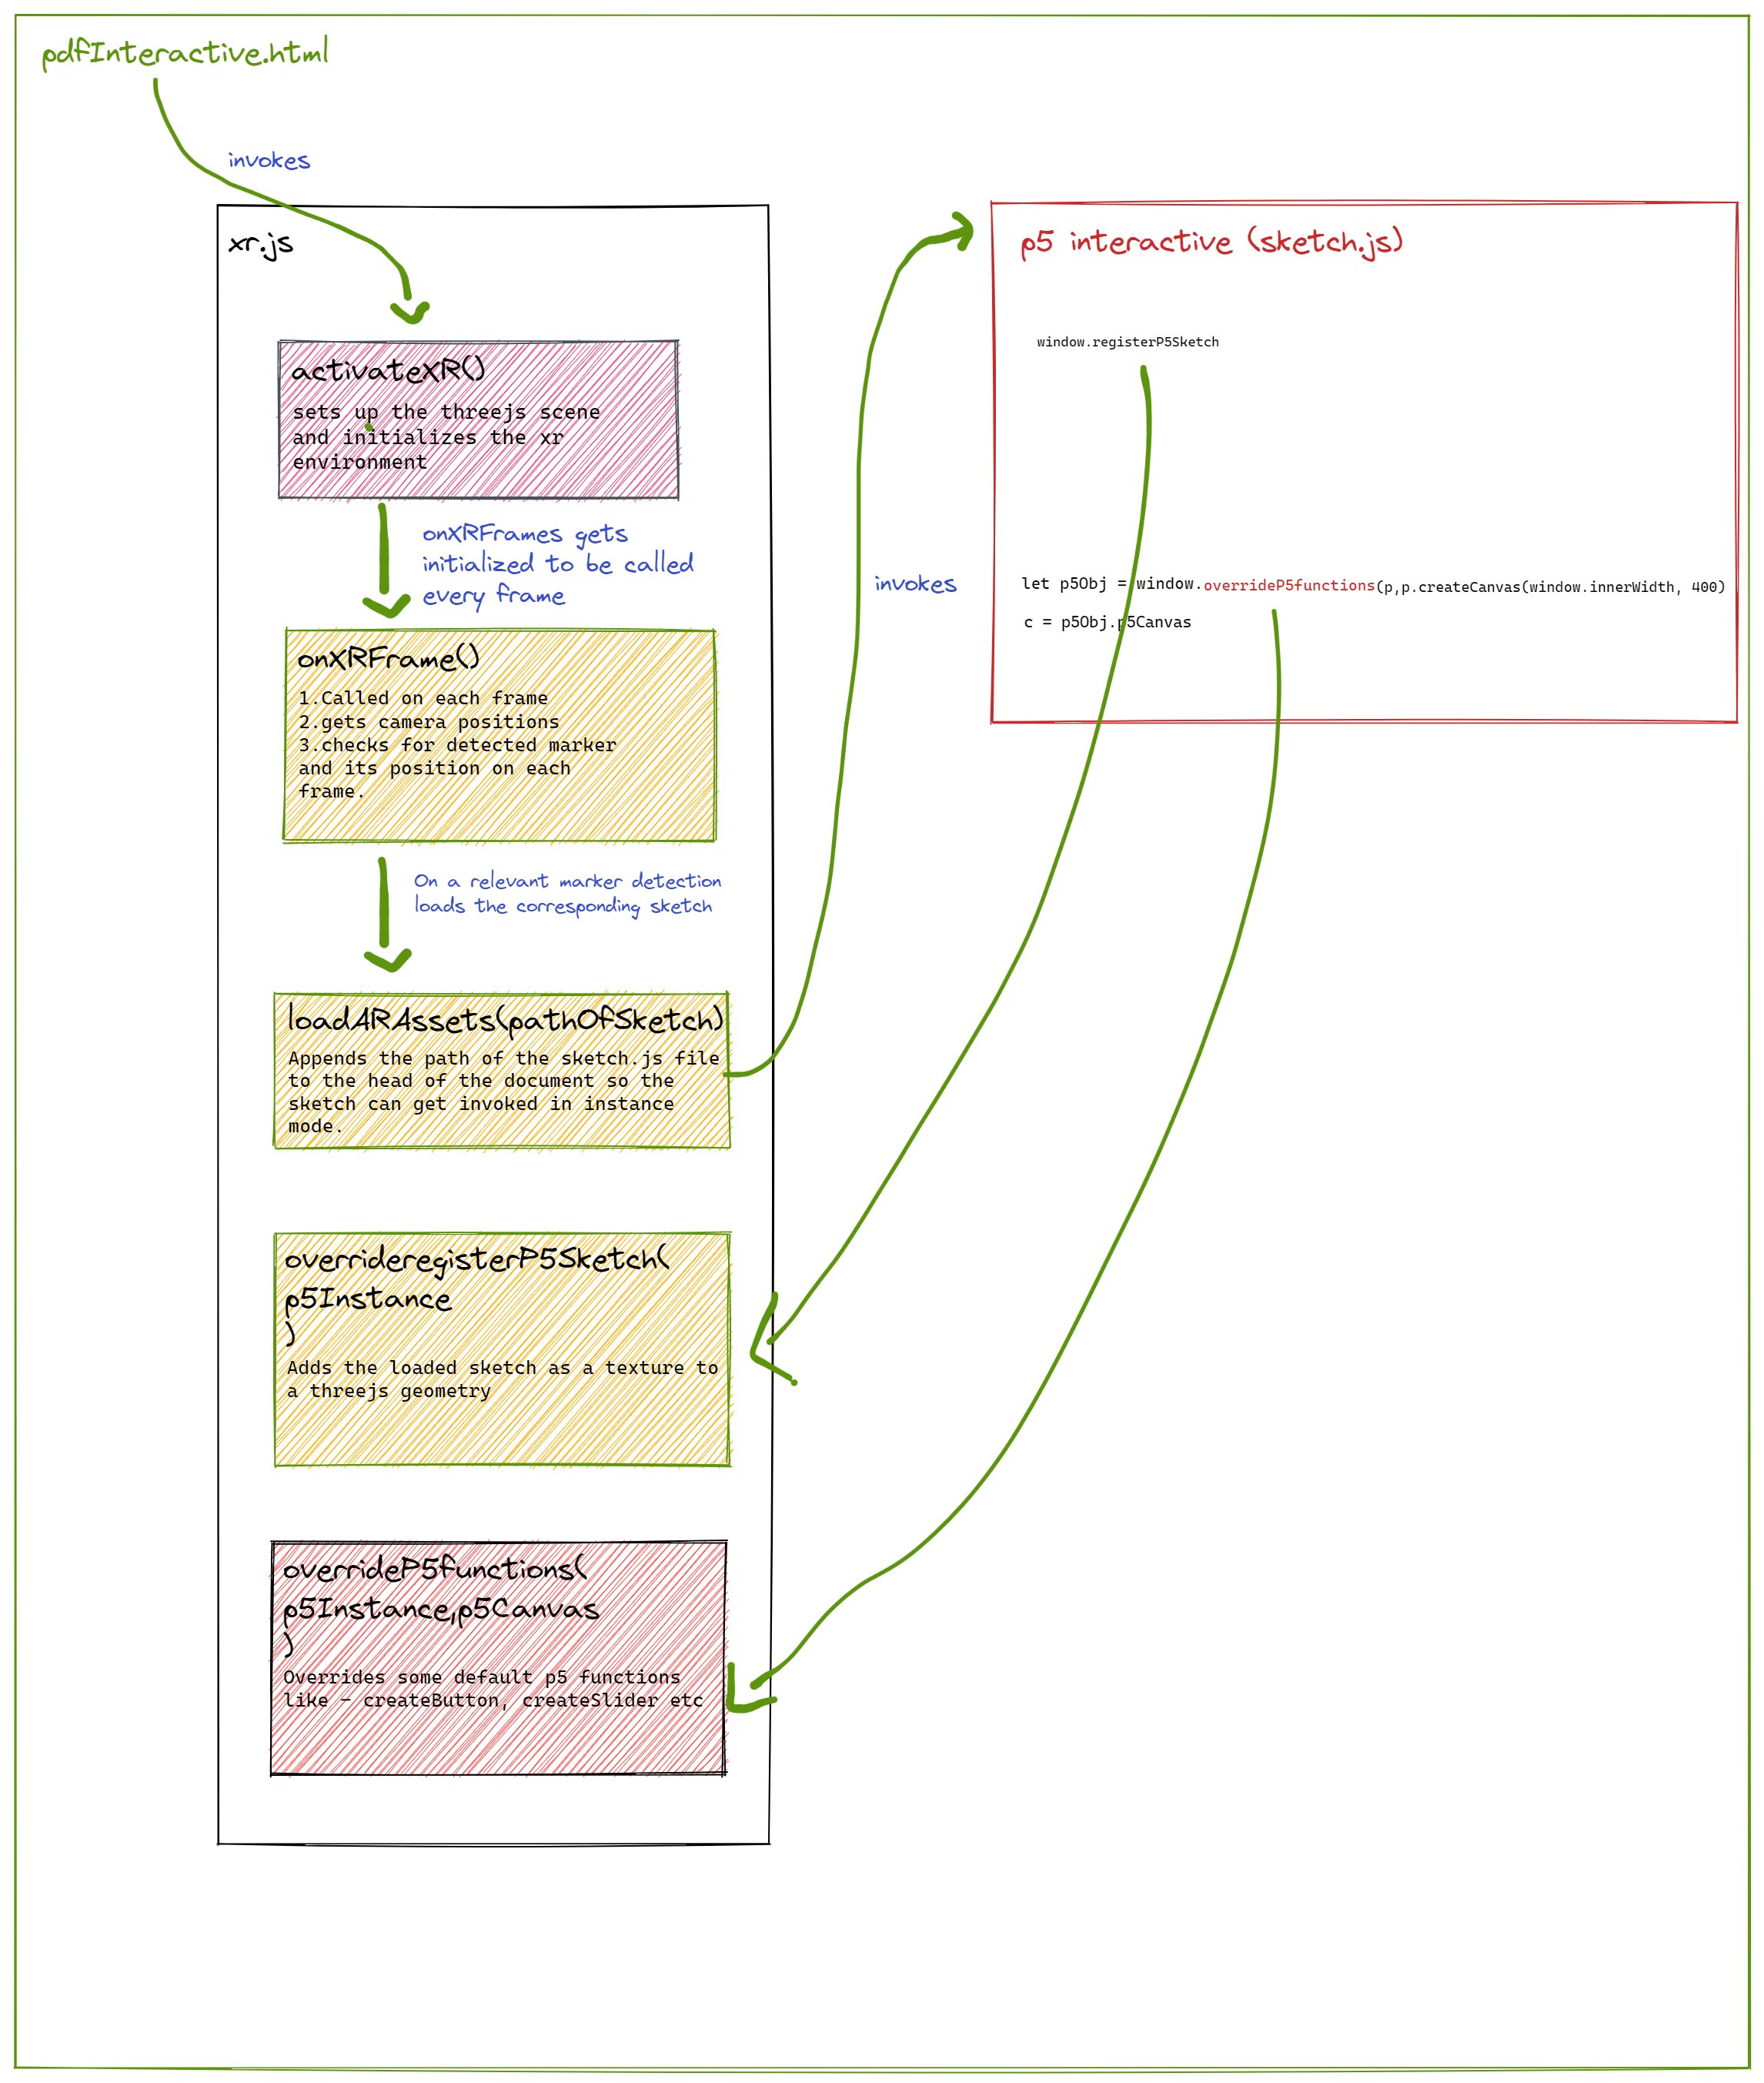 pdfInteractive.html
invokes
xr.js
activateXR()
sets up the threejs scene
and initializes the xr
environment
onXRFrames gets
initialized to be called
every frame
onXRFrame()
1.Called on each frame
2.gets camera positions
3.checks for detected marker
and its position on each
frame.
On a relevant marker detection
loads the corresponding sketch
loadARAssets(pathOfSketch)
Appends the path of the sketch.js file
to the head of the document so the
sketch can get invoked in instance
mode.
overrideregisterP5Sketch(
p5Instance
)
Adds the loaded sketch as a texture to
a threejs geometry
overrideP5functions(
p5Instance,p5Canvas
)
Overrides some default p5 functions
like - createButton, createSlider etc
invokes
p5 interactive (sketch.js)
window.registerP5Sketch
let p5Obj = window.overrideP5functions(p,p.createCanvas(window.innerWidth, 400)
c = p5Obj.p5Canvas